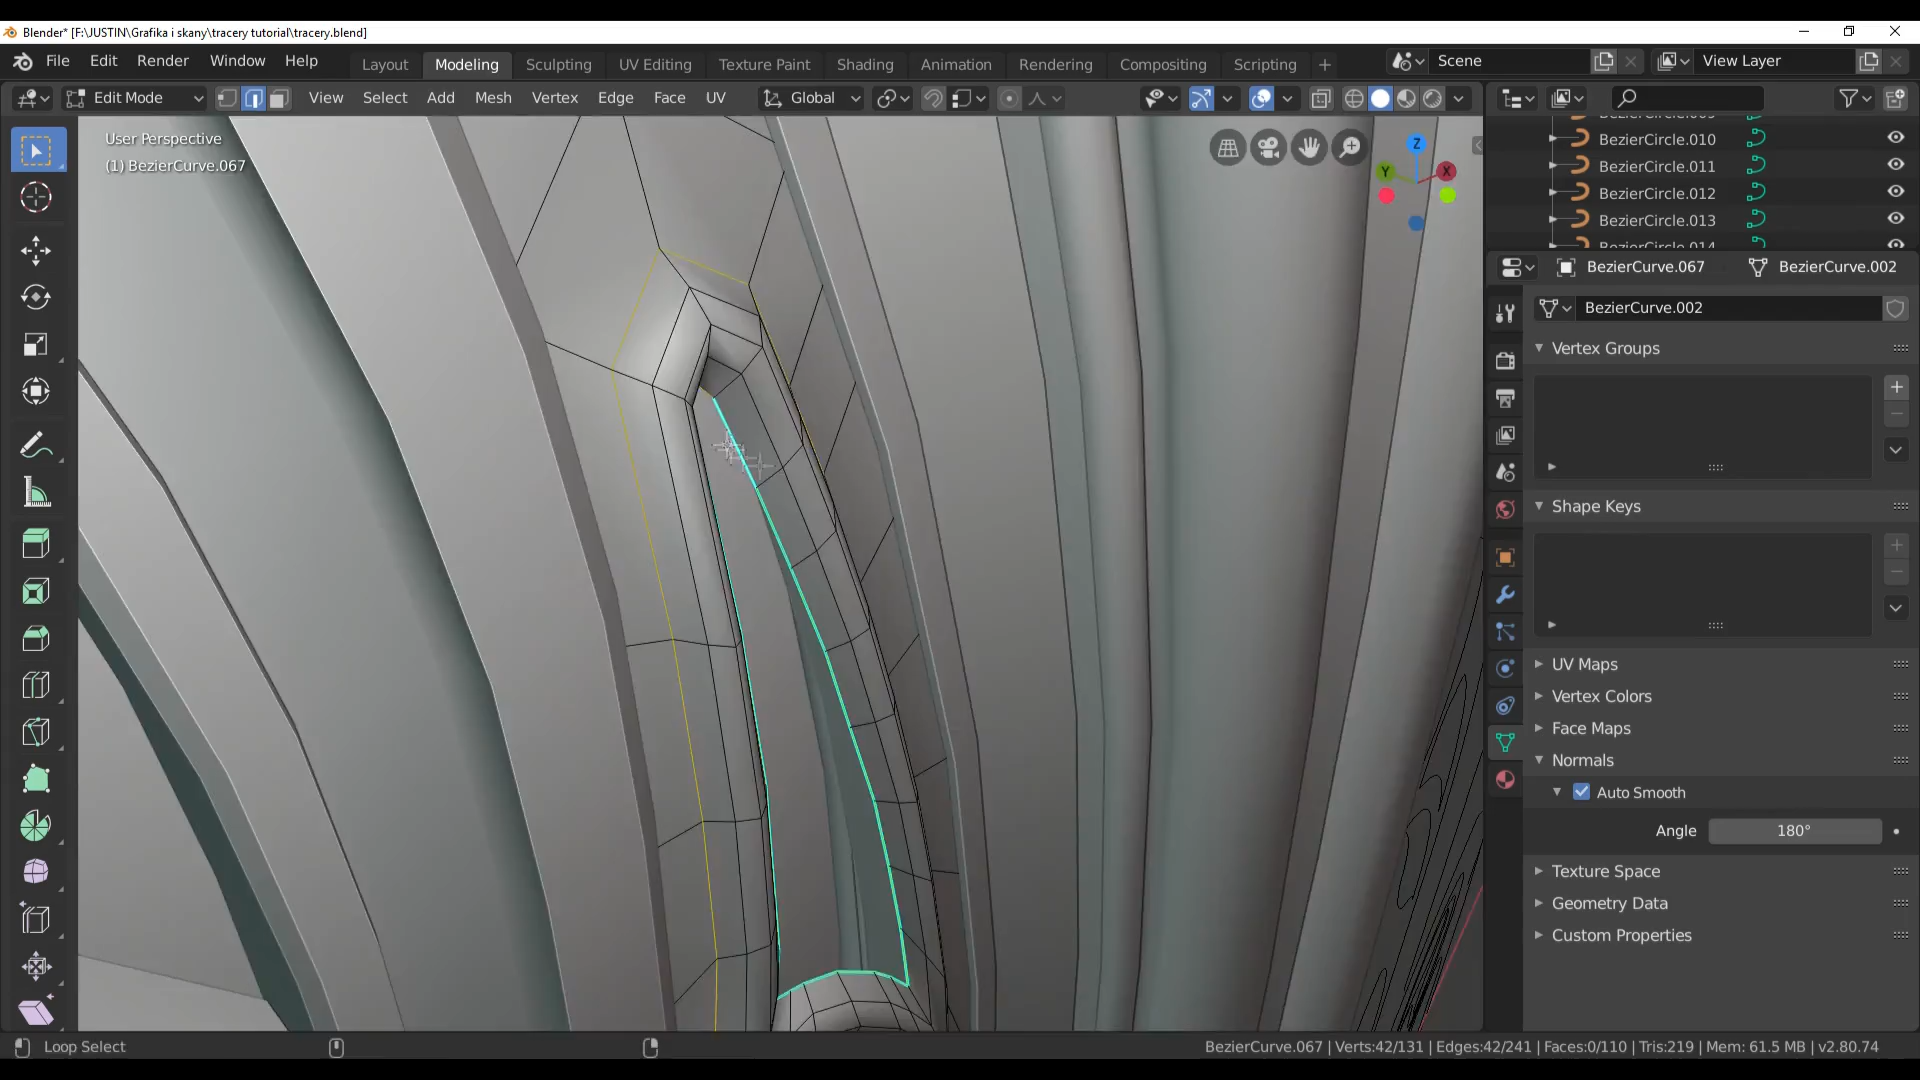 Blender* [F:\JUSTIN\Grafika i skany\tracery tutorial\tracery.blend]
File Edit Render Window Help Layout Modeling Sculpting UV Editing Texture Paint Shading Animation Rendering Compositing Scripting + Scene View Layer
Edit Mode View Select Add Mesh Vertex Edge Face UV Global
User Perspective
(1) BezierCurve.067
Z
Y X
BezierCircle.010
BezierCircle.011
BezierCircle.012
BezierCircle.013
BezierCircle.014
BezierCurve.067 BezierCurve.002
BezierCurve.002
Vertex Groups
Shape Keys
UV Maps
Vertex Colors
Face Maps
Normals
Auto Smooth
Angle 180°
Texture Space
Geometry Data
Custom Properties
Loop Select
BezierCurve.067 | Verts:42/131 | Edges:42/241 | Faces:0/110 | Tris:219 | Mem: 61.5 MB | v2.80.74